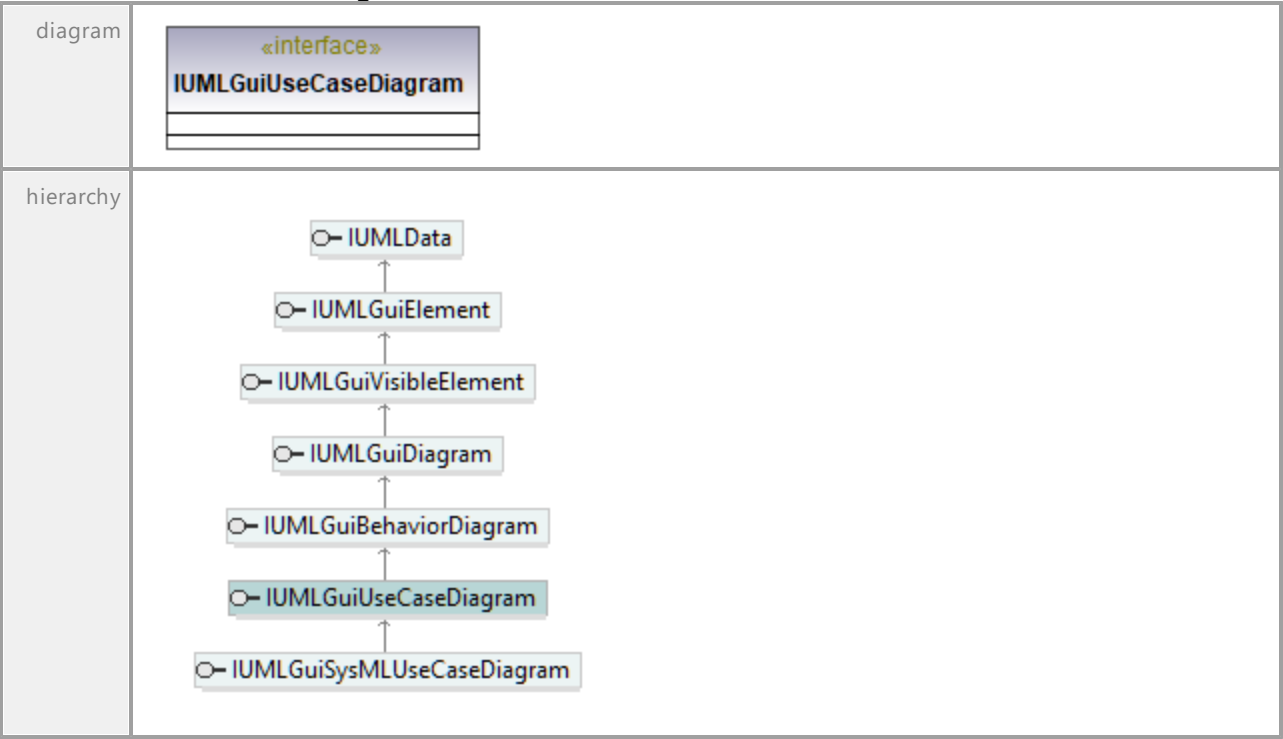 diagram
«interface»
IUMLGuiUseCaseDiagram
hierarchy
IUMLData
IUMLGuiElement
IUMLGuiVisibleElement
IUMLGuiDiagram
IUMLGuiBehaviorDiagram
IUMLGuiUseCaseDiagram
IUMLGuiSysMLUseCaseDiagram